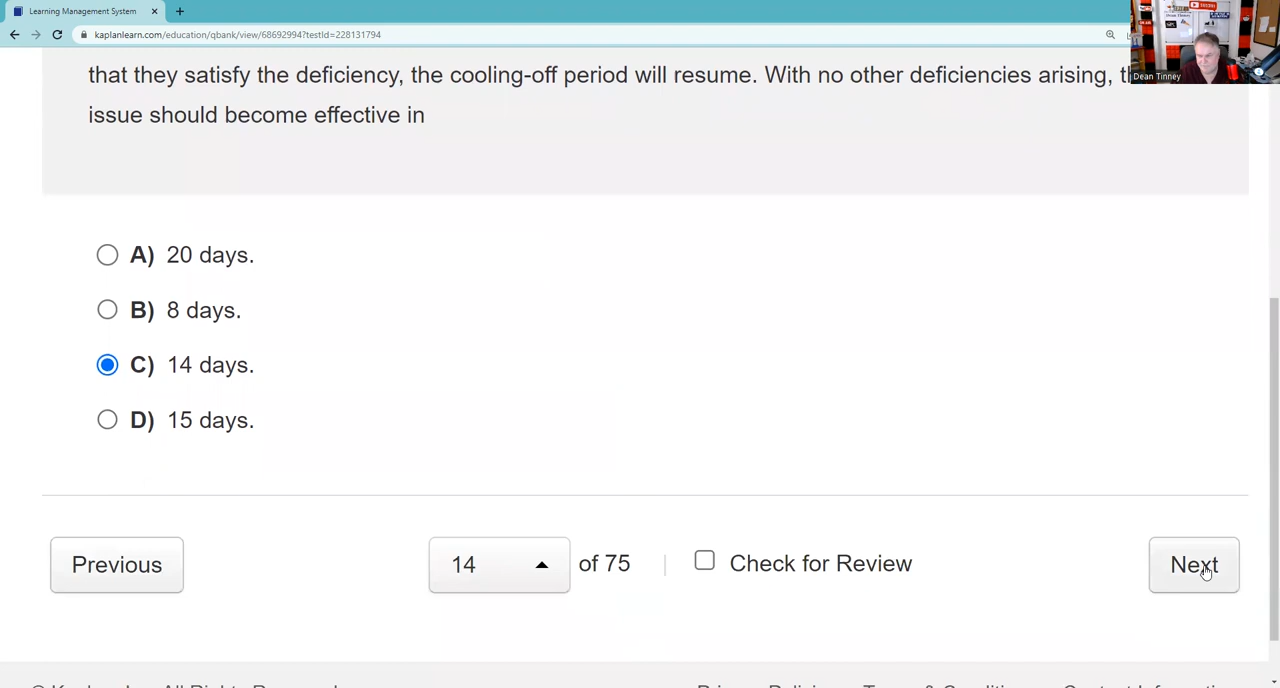 Learning Management System
kaplanlearn.com/education/qbank/view/68692994?testId=228131794
Dean Tinney
that they satisfy the deficiency, the cooling-off period will resume. With no other deficiencies arising,
issue should become effective in
A) 20 days.
B) 8 days.
C) 14 days.
D) 15 days.
Previous
14 of 75
Check for Review
Next